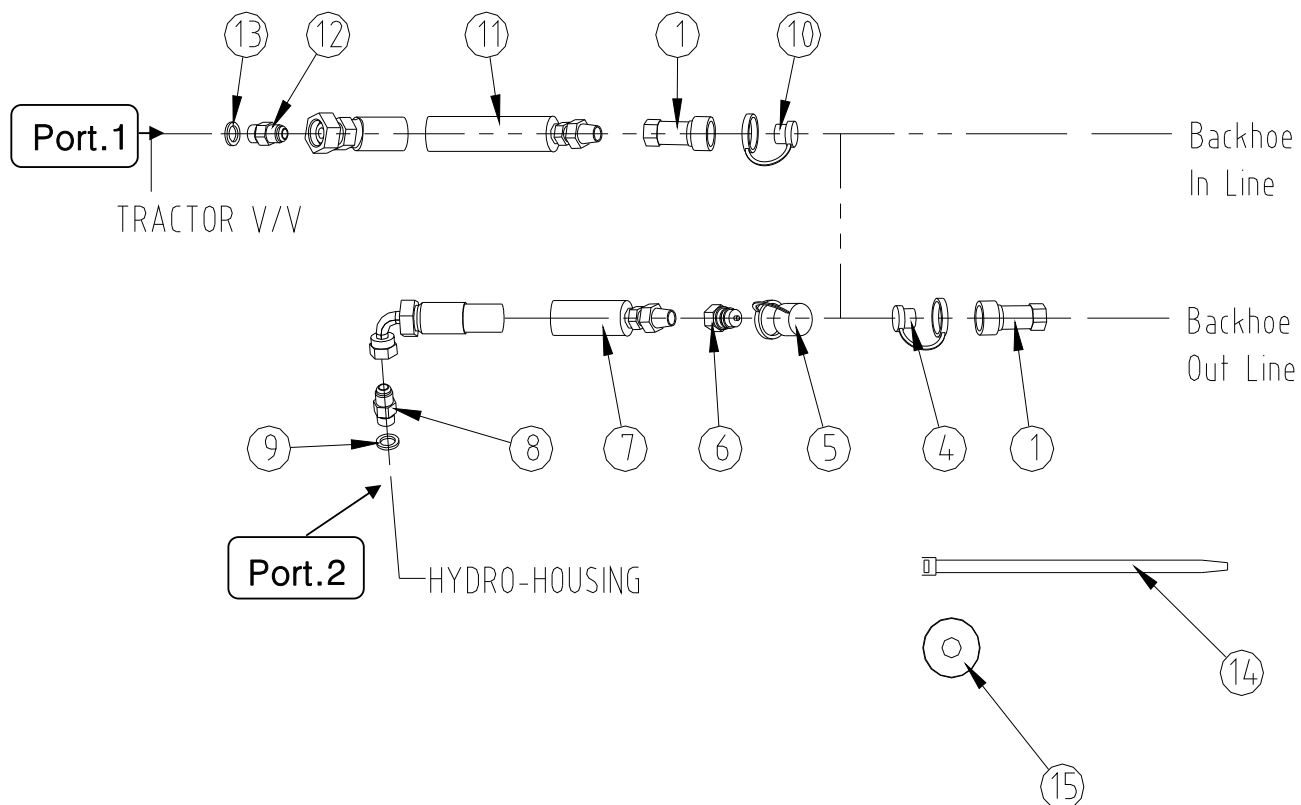 13
12
11
1
10
Port.1
Backhoe
In Line
TRACTOR V/V
Backhoe
Out Line
9
8
7
6
5
4
1
Port.2
HYDRO-HOUSING
14
15